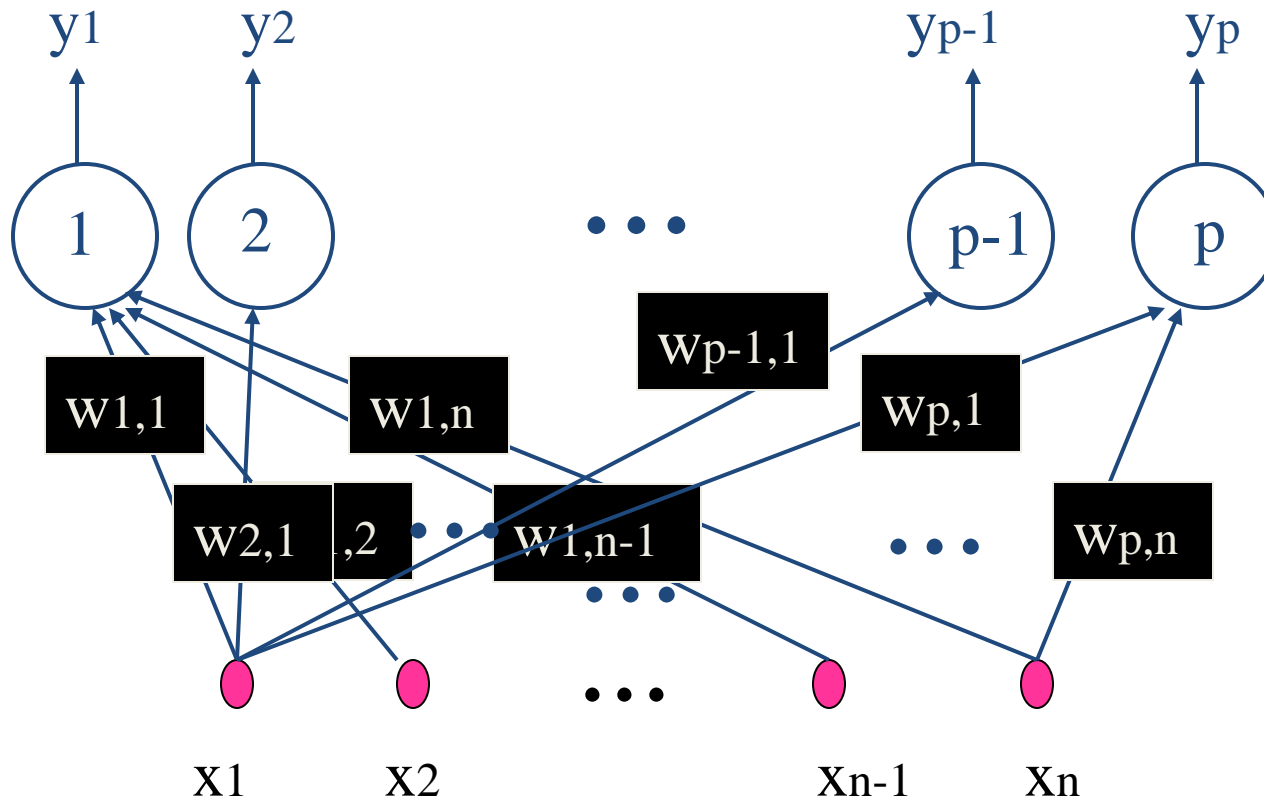 y1 y2 yp-1 yp
1 2 ••• p-1 p
wp-1,1
w1,1 w1,n wp,1
w2,1 ,2 ••• w1,n-1 ••• wp,n
•••
•••
x1 x2 xn-1 xn